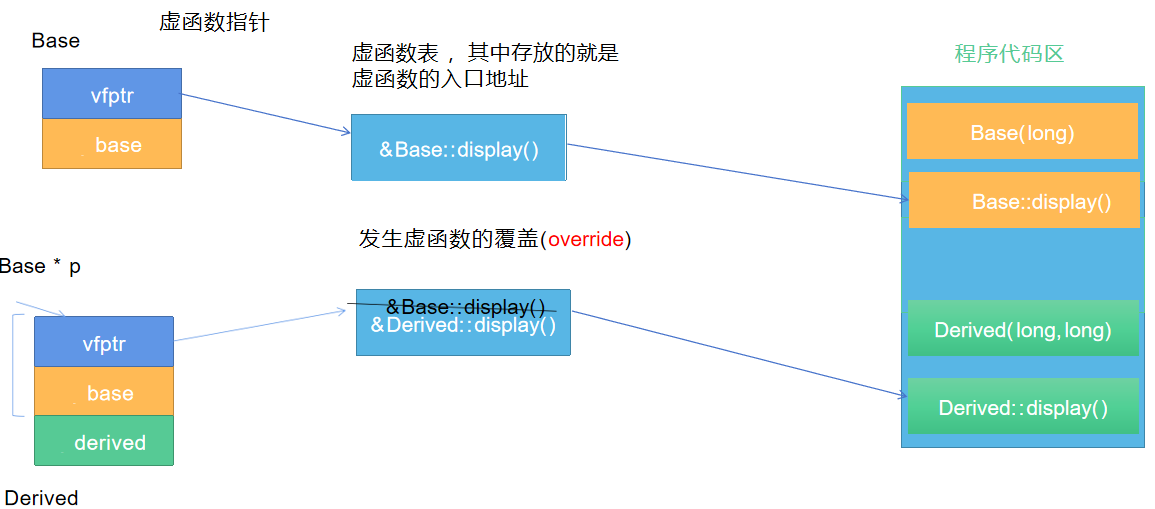 虚函数指针
Base
虚函数表 ，其中存放的就是
虚函数的入口地址
程序代码区
vfptr
base
&Base::display()
Base(long)
Base::display()
发生虚函数的覆盖(override)
Base * p
&Base::display()
&Derived::display()
vfptr
base
derived
Derived(long,long)
Derived::display()
Derived